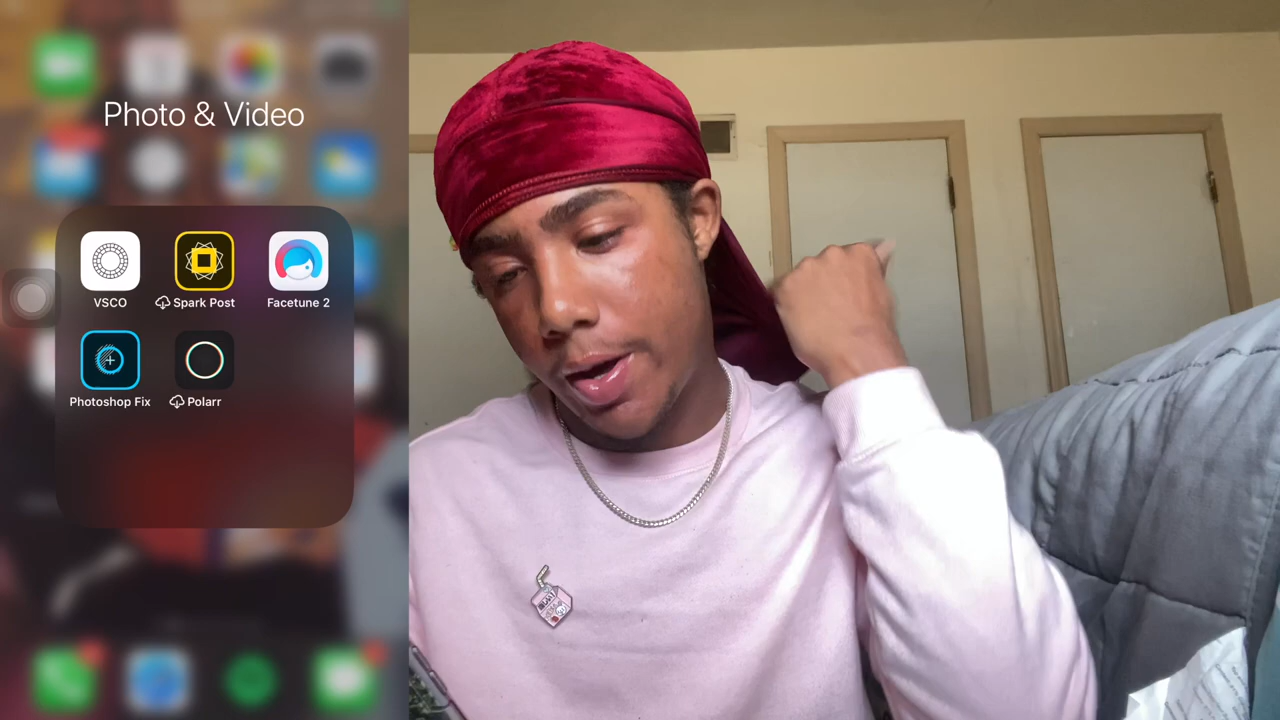 Photo & Video
VSCO
Spark Post
Facetune 2
Photoshop Fix
Polarr